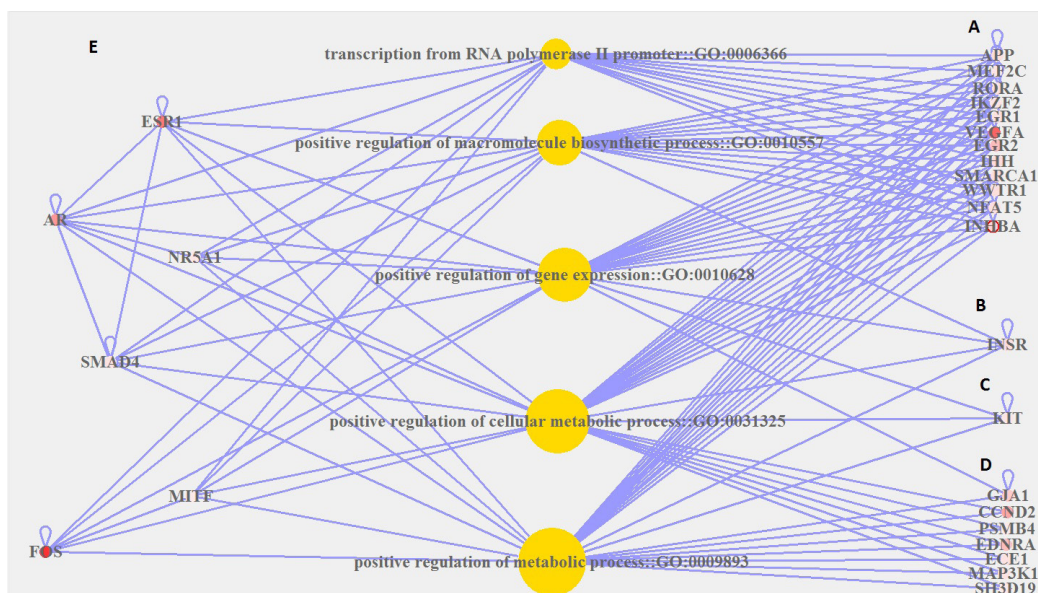 E
A
transcription from RNA polymerase II promoter::GO:0006366
APP
MEF2C
RORA
IKZF2
EGR1
VEGFA
EGR2
IHH
SMARCA1
WWTR1
NFAT5
INHBA
ESR1
positive regulation of macromolecule biosynthetic process::GO:0010557
AR
NR5A1
positive regulation of gene expression::GO:0010628
B
INSR
SMAD4
C
KIT
positive regulation of cellular metabolic process::GO:0031325
D
GJA1
CCND2
PSMB4
EDNRA
ECE1
MAP3K1
SH3D19
MITF
FOS
positive regulation of metabolic process::GO:0009893